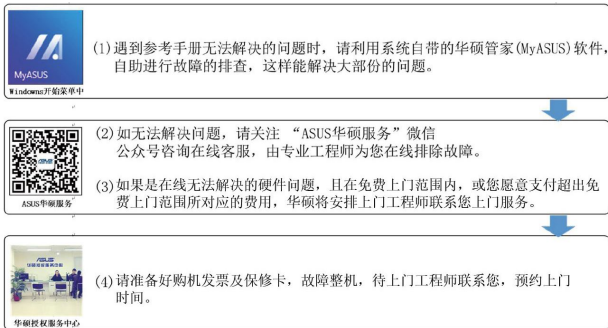 MyASUS
Windowns开始菜单中
(1)遇到参考手册无法解决的问题时，请利用系统自带的华硕管家(MyASUS)软件，
自助进行故障的排查，这样能解决大部份的问题。
ASUS华硕服务
(2)如无法解决问题，请关注 “ASUS华硕服务”微信
公众号咨询在线客服，由专业工程师为您在线排除故障。
(3)如果是在线无法解决的硬件问题，且在免费上门范围内，或您愿意支付超出免
费上门范围所对应的费用，华硕将安排上门工程师联系您上门服务。
ASUS
华硕授权服务中心
(4)请准备好购机发票及保修卡，故障整机，待上门工程师联系您，预约上门
时间。